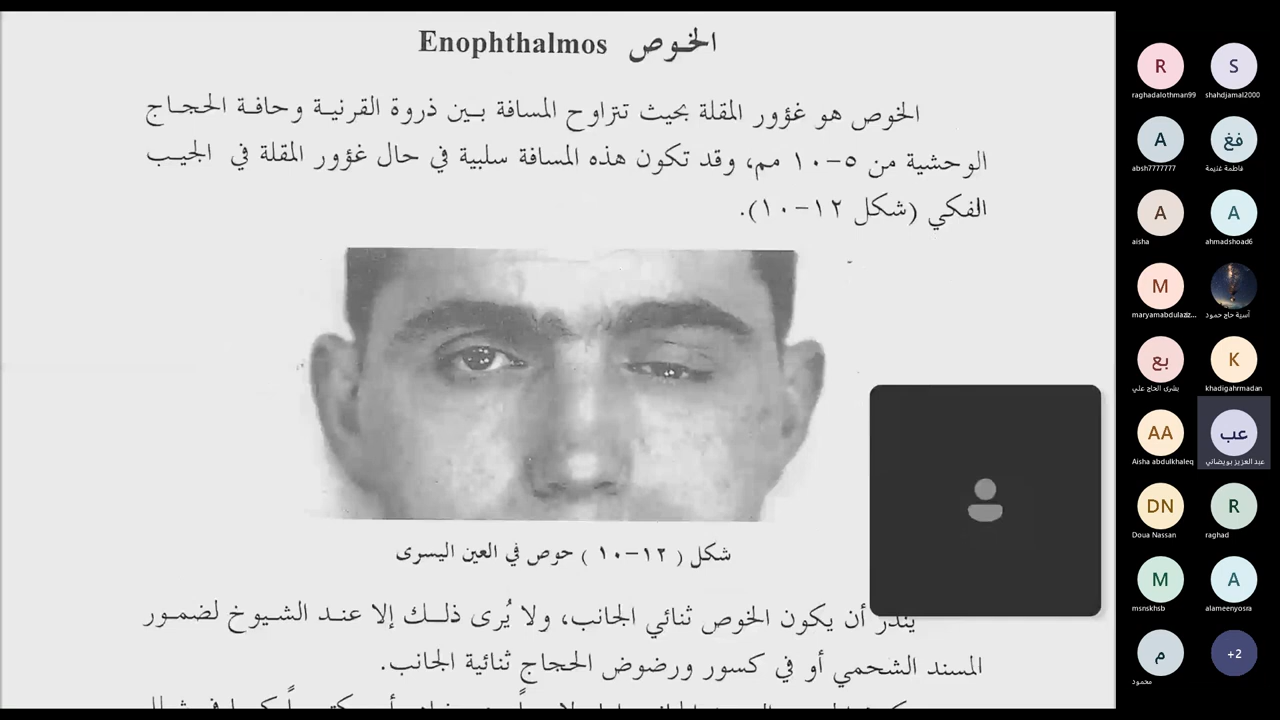 الخوص Enophthalmos
الخوص هو غؤور المقلة بحيث تتراوح المسافة بين ذروة القرنية وحافة الحجاج
الوحشية من ٥-١٠ مم، وقد تكون هذه المسافة سلبية في حال غؤور المقلة في الجيب
الفكي (شكل ١٢-١٠).
شكل ( ١٢-١٠ ) حوص في العين اليسرى
يندر أن يكون الخوص ثنائي الجانب، ولا يُرى ذلك إلا عند الشيوخ لضمور
المسند الشحمي أو في كسور ورضوض الحجاج ثنائية الجانب.
R
raghadalothman99
S
shahdjamal2000
A
absh7777777
فغ
فاطمة غنيمة
A
aisha
A
ahmadshoad6
M
maryamabdulaziz...
آسية حاج حمود
بع
بشرى الحاج علي
K
khadigahrmadan
AA
Aisha abdulkhaleq
عب
عبد العزيز بويضاني
DN
Doua Nassan
R
raghad
M
msnskhsb
A
alameenyosra
م
محمود
+2